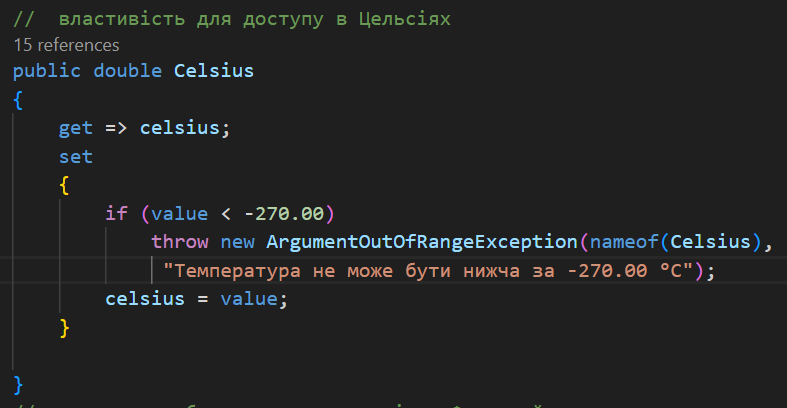 //  властивість для доступу в Цельсіях
15 references
public double Celsius
{
    get => celsius;
    set
    {
        if (value < -270.00)
            throw new ArgumentOutOfRangeException(nameof(Celsius),
             "Температура не може бути нижча за -270.00 °C");
        celsius = value;
    }

}